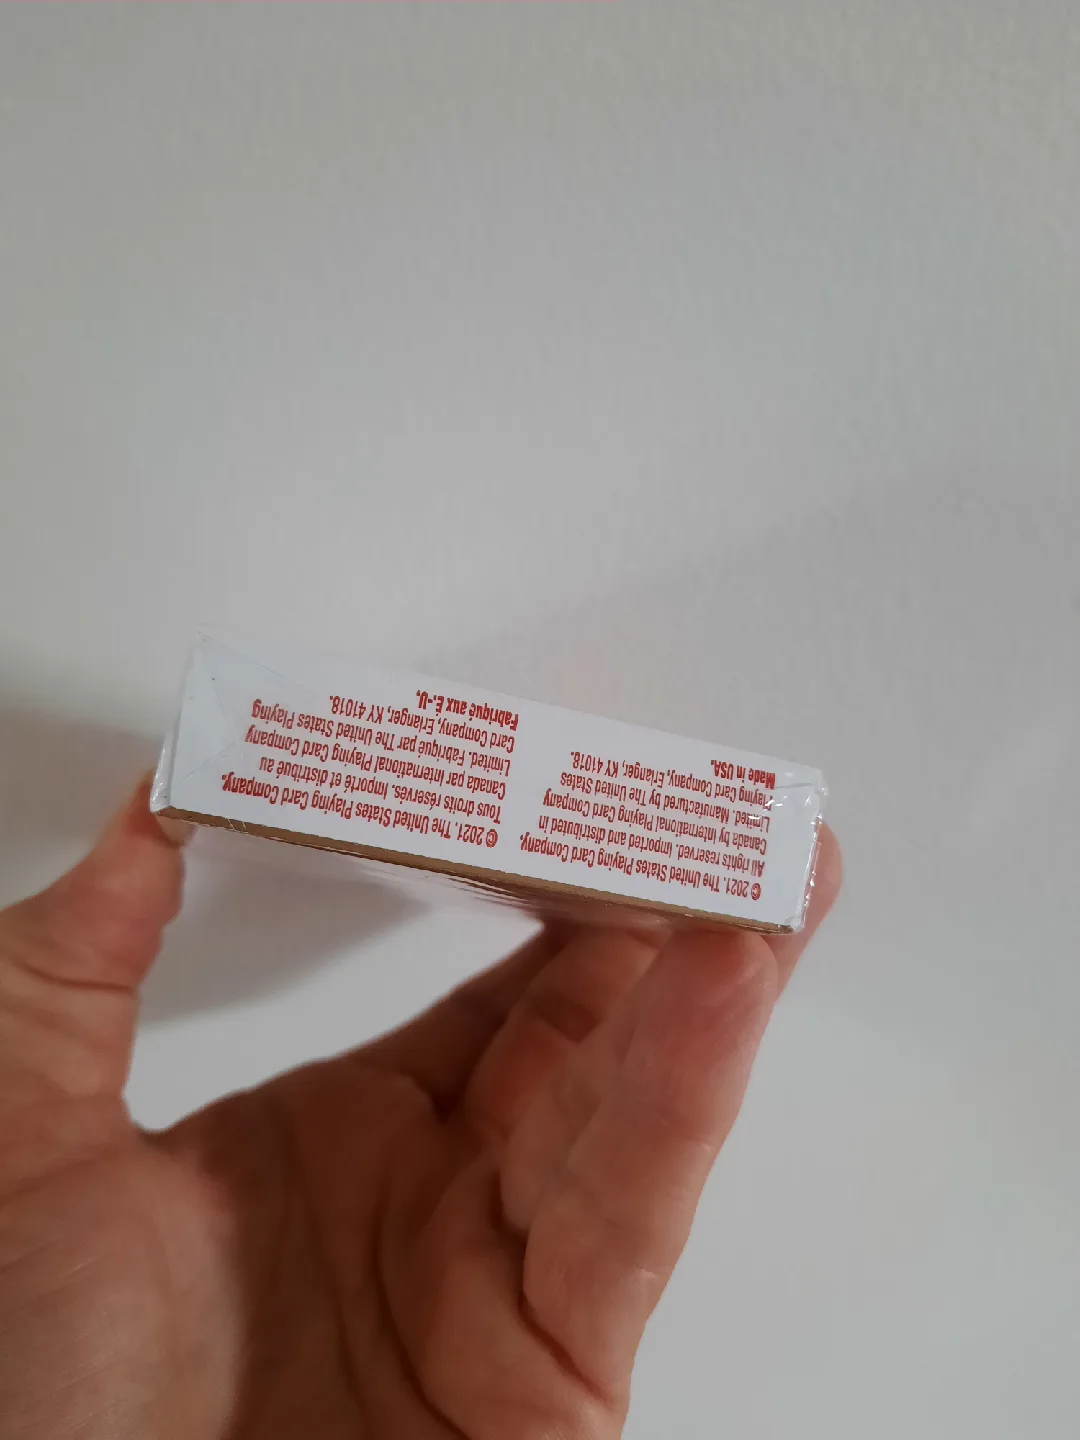 © 2021. The United States Playing Card Company.
All rights reserved. Imported and distributed in
Canada by International Playing Card Company
Limited. Manufactured by The United States
Playing Card Company, Erlanger, KY 41018.
Made in USA.
© 2021. The United States Playing Card Company.
Tous droits réservés. Importé et distribué au
Canada par International Playing Card Company
Limited. Fabriqué par The United States Playing
Card Company, Erlanger, KY 41018.
Fabriqué aux É.-U.